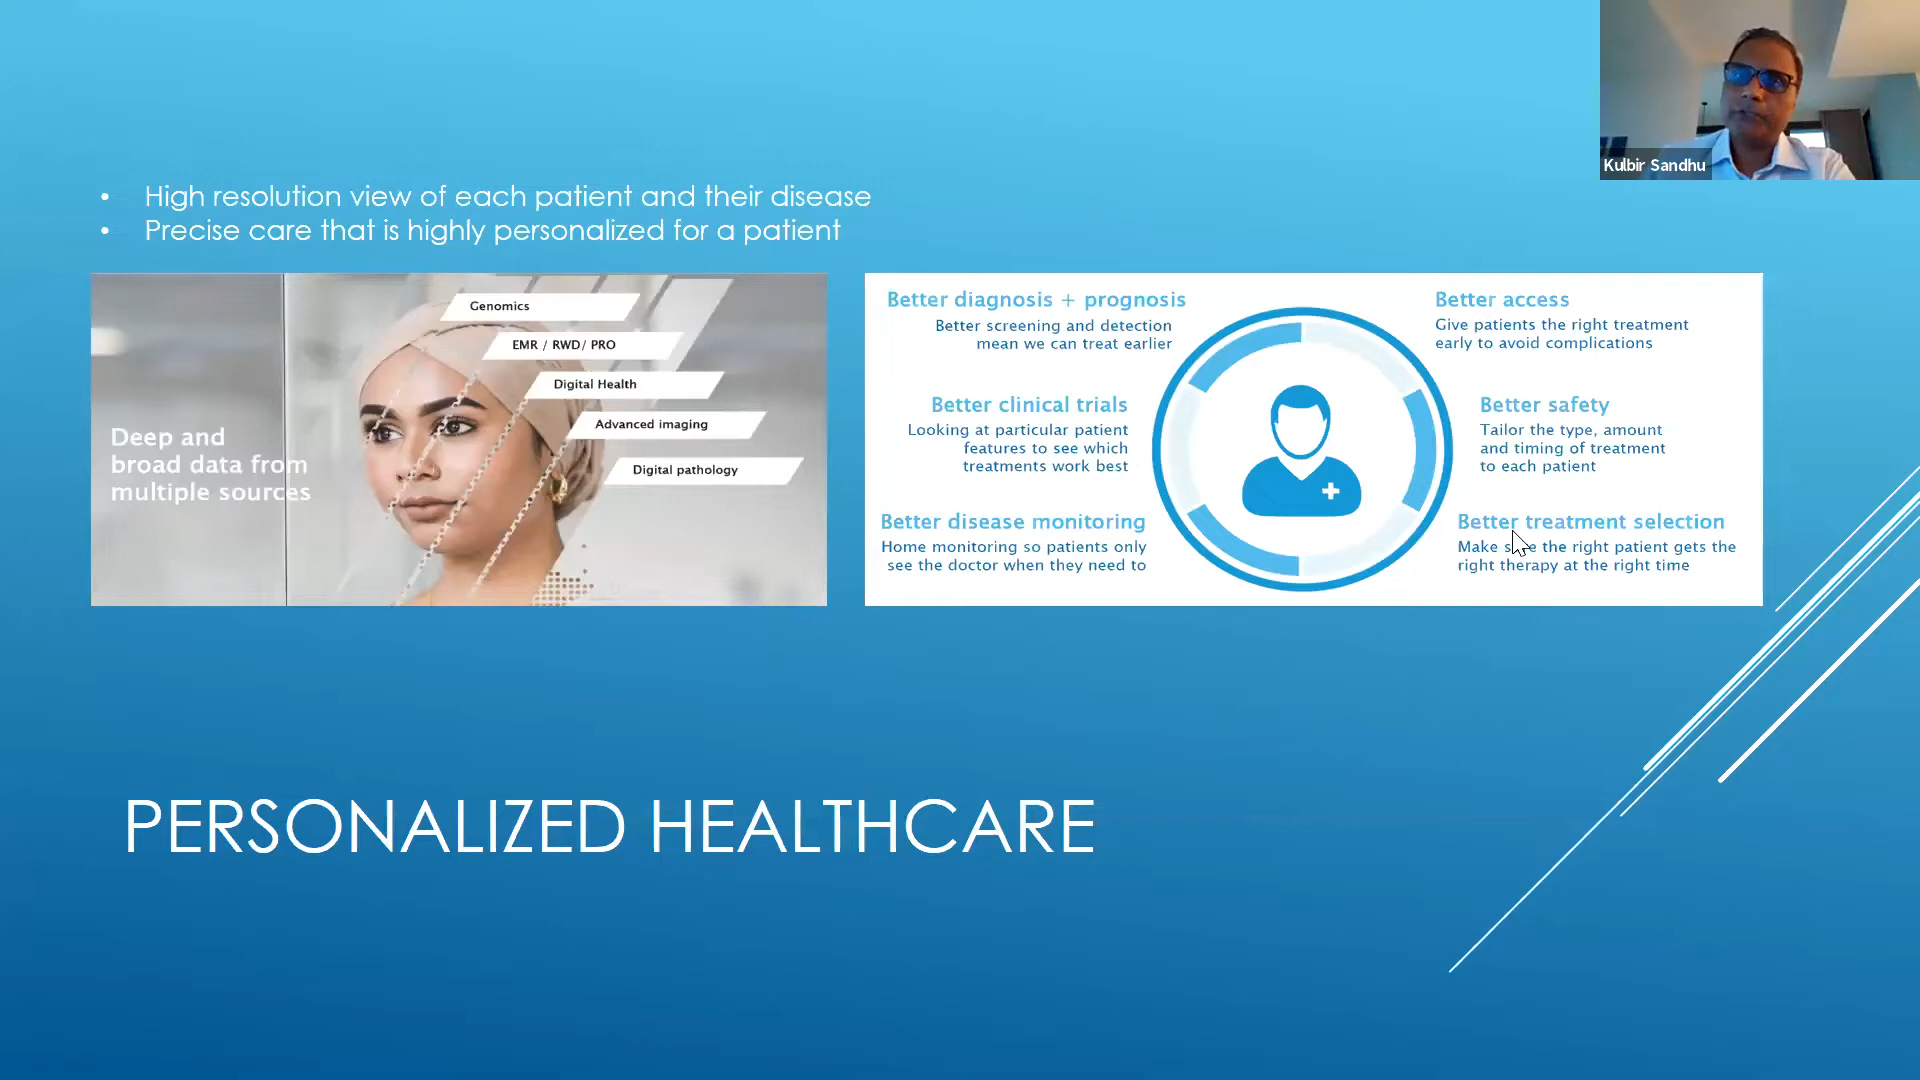 Kulbir Sandhu
• High resolution view of each patient and their disease
• Precise care that is highly personalized for a patient
Deep and
broad data from
multiple sources
Genomics
EMR / RWD/ PRO
Digital Health
Advanced imaging
Digital pathology
Better diagnosis + prognosis
Better screening and detection
mean we can treat earlier
Better clinical trials
Looking at particular patient
features to see which
treatments work best
Better disease monitoring
Home monitoring so patients only
see the doctor when they need to
Better access
Give patients the right treatment
early to avoid complications
Better safety
Tailor the type, amount
and timing of treatment
to each patient
Better treatment selection
Make sure the right patient gets the
right therapy at the right time
PERSONALIZED HEALTHCARE